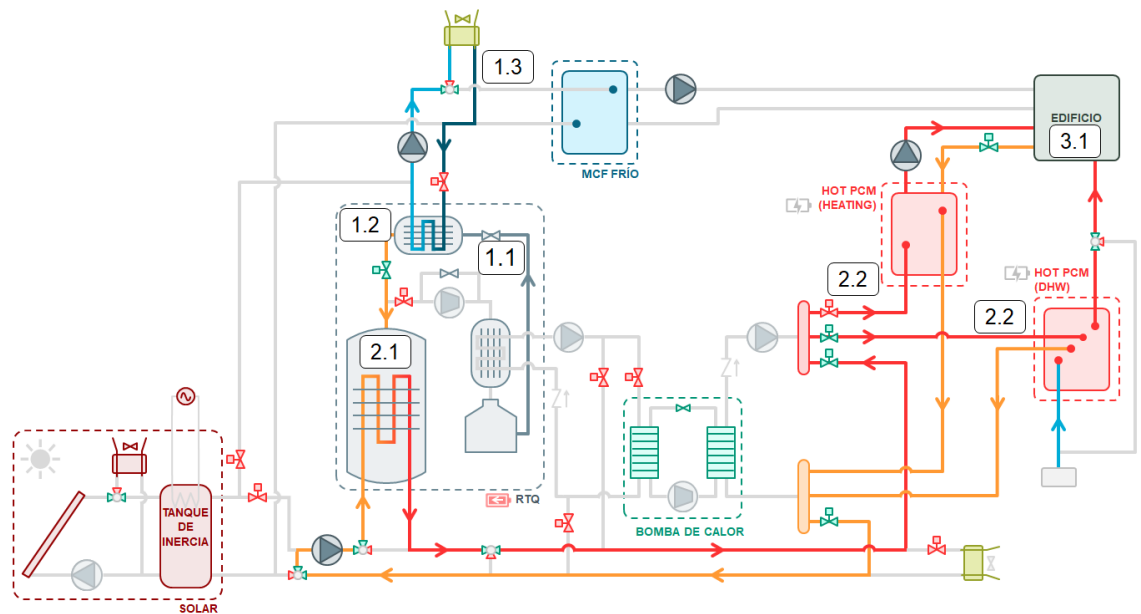 1.3
MCF FRÍO
EDIFICIO
3.1
HOT PCM
(HEATING)
1.2
1.1
2.2
HOT PCM
(DHW)
2.2
2.1
RTQ
BOMBA DE CALOR
TANQUE
DE
INERCIA
SOLAR